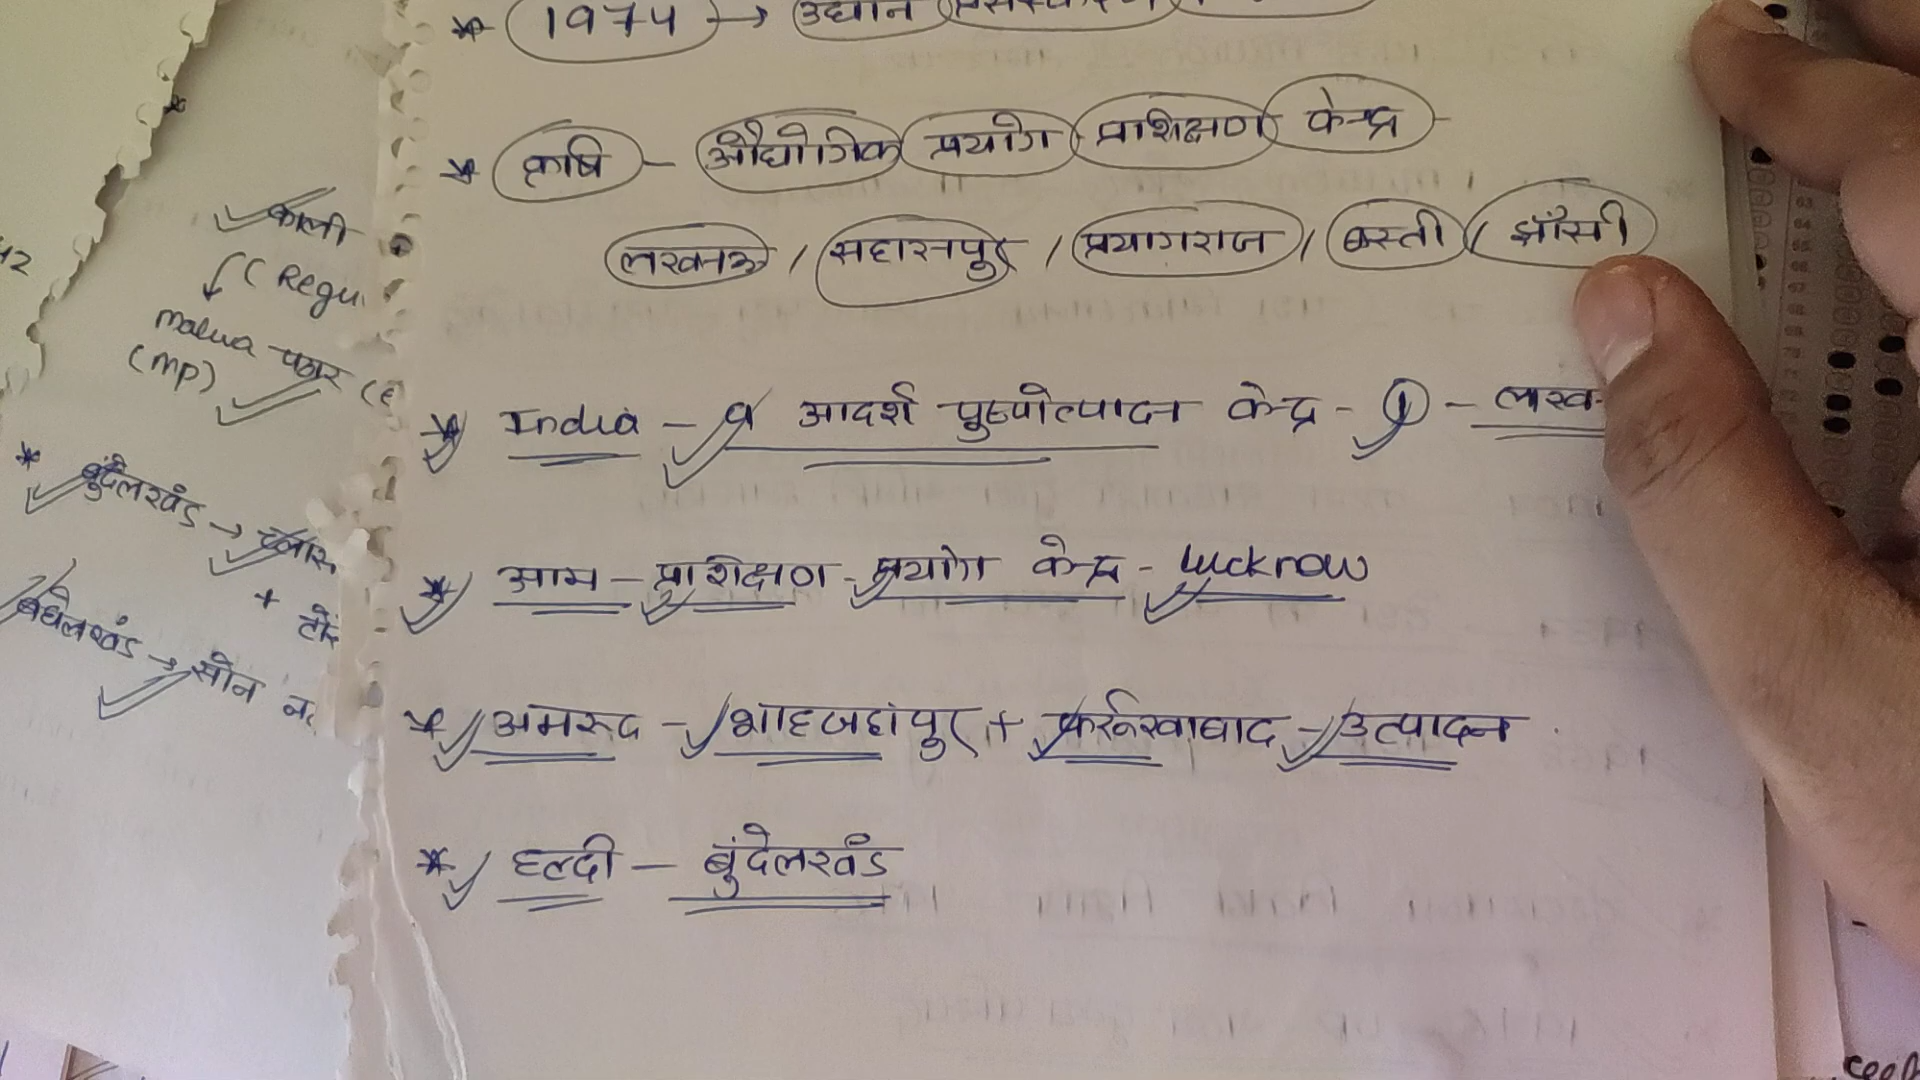 * 1974 → उद्यान
* कृषि - औद्योगिक प्रयोग प्रशिक्षण केन्द्र -
लखनऊ / सहारनपुर / प्रयागराज / बस्ती / झाँसी
* India - 9 आदर्श पुष्पोत्पादन केन्द्र - 1 - लाख
* आम - प्रशिक्षण - प्रयोग केन्द्र - Lucknow
* अमरूद - शाहजहांपुर + फर्रूखाबाद - उत्पादन
* हल्दी - बुंदेलखंड
काली
( Regu
malwa पठार
(MP)
* बुंदेलखंड →
+
बघेलखंड → सोन